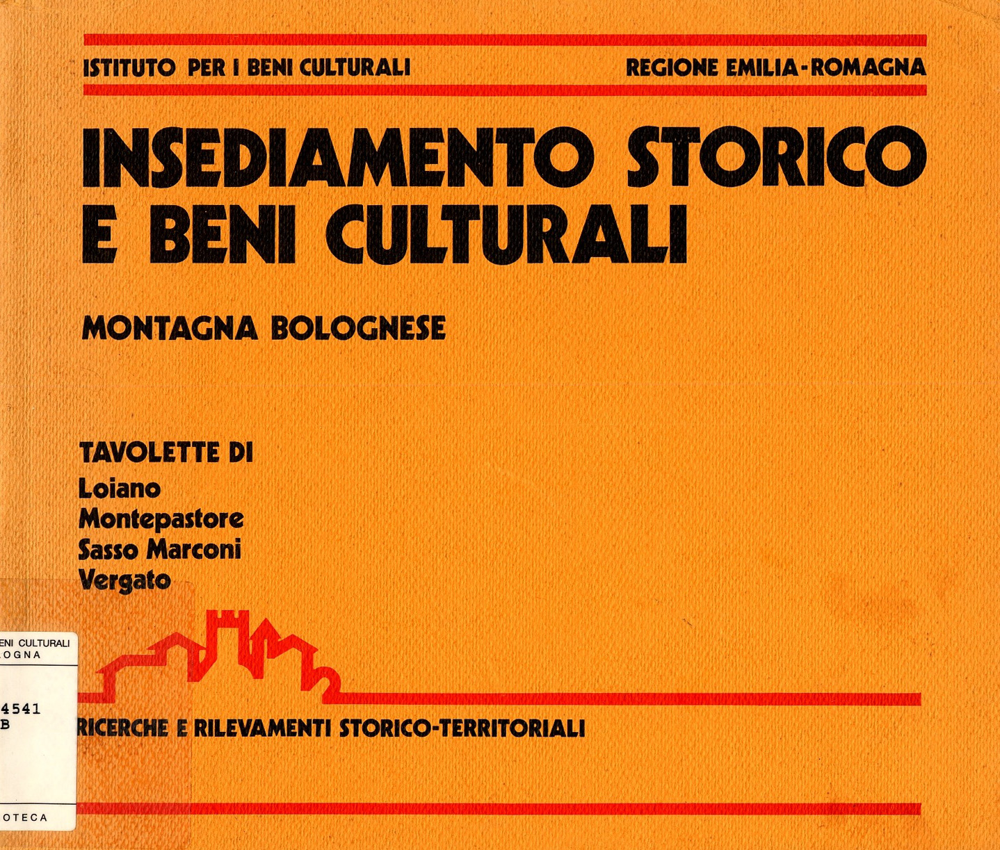 ISTITUTO PER I BENI CULTURALI
REGIONE EMILIA-ROMAGNA
INSEDIAMENTO STORICO
E BENI CULTURALI
MONTAGNA BOLOGNESE
TAVOLETTE DI
Loiano
Montepastore
Sasso Marconi
Vergato
RICERCHE E RILEVAMENTI STORICO-TERRITORIALI
ENI CULTURALI
LOGNA
4541
B
OTECA